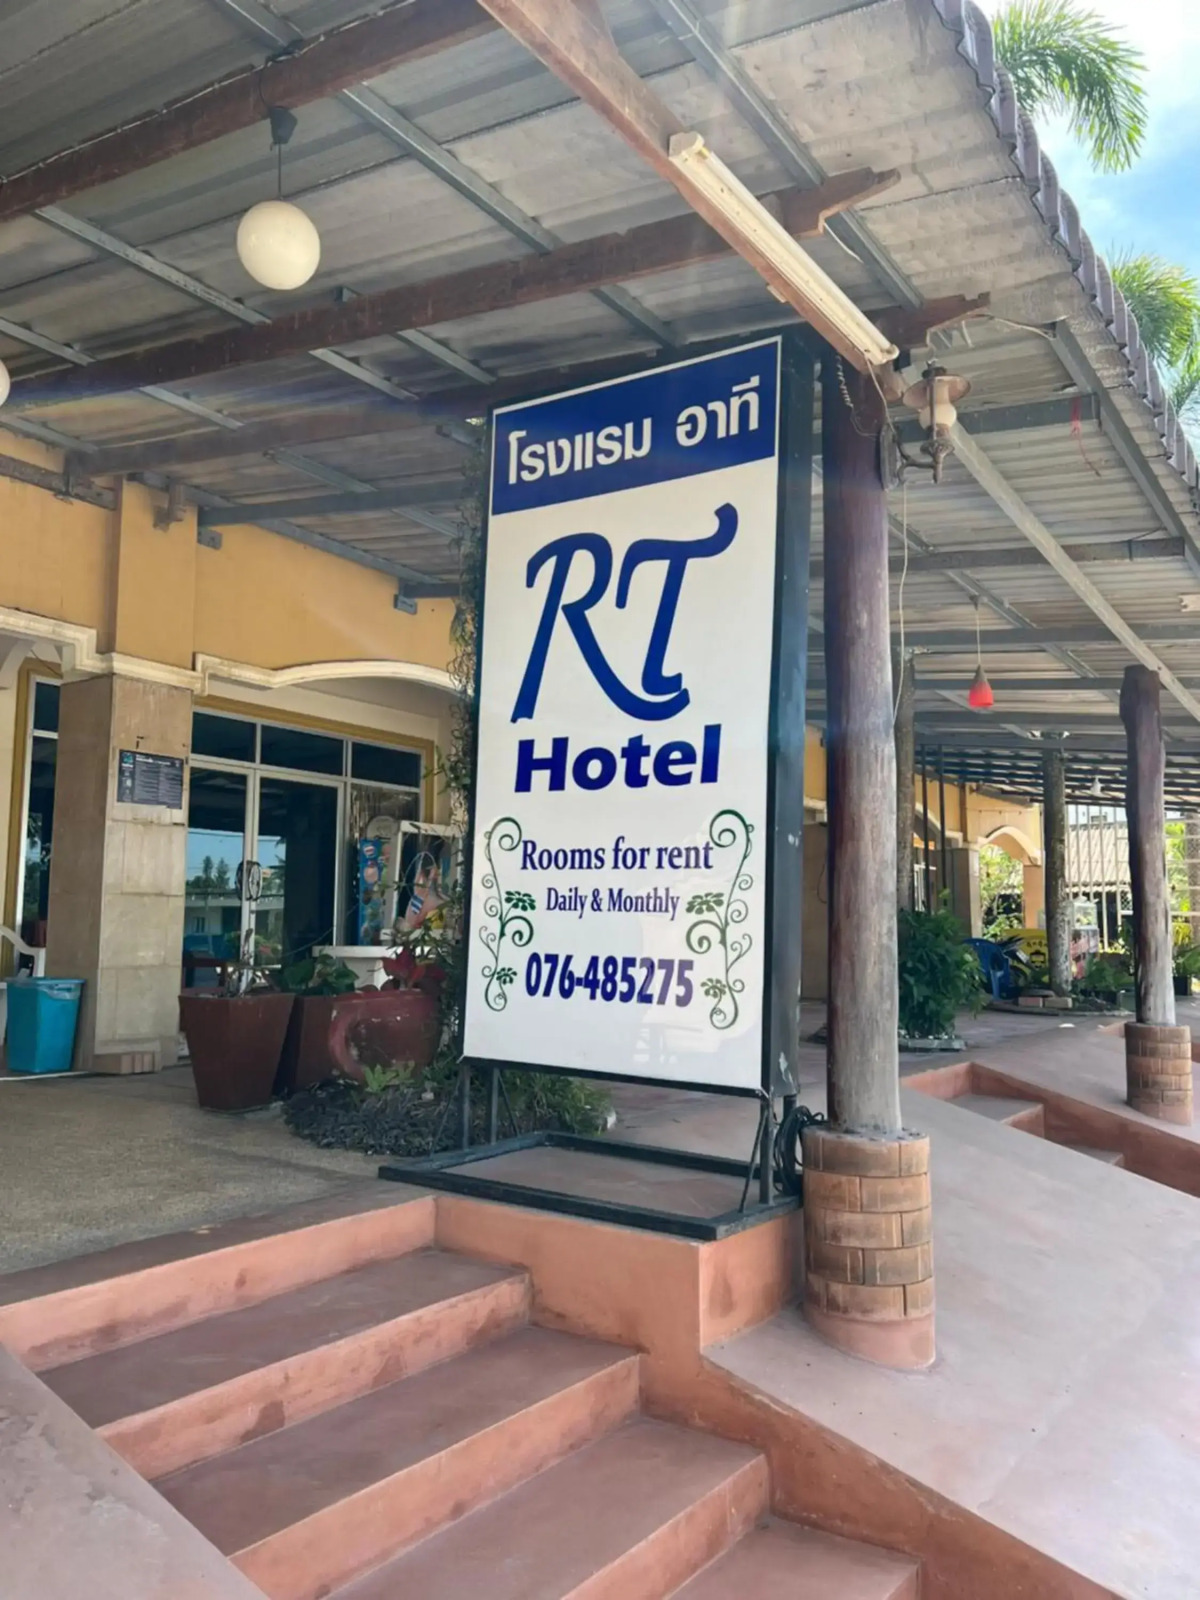 โรงแรม อาที
RT
Hotel
Rooms for rent
Daily & Monthly
076-485275